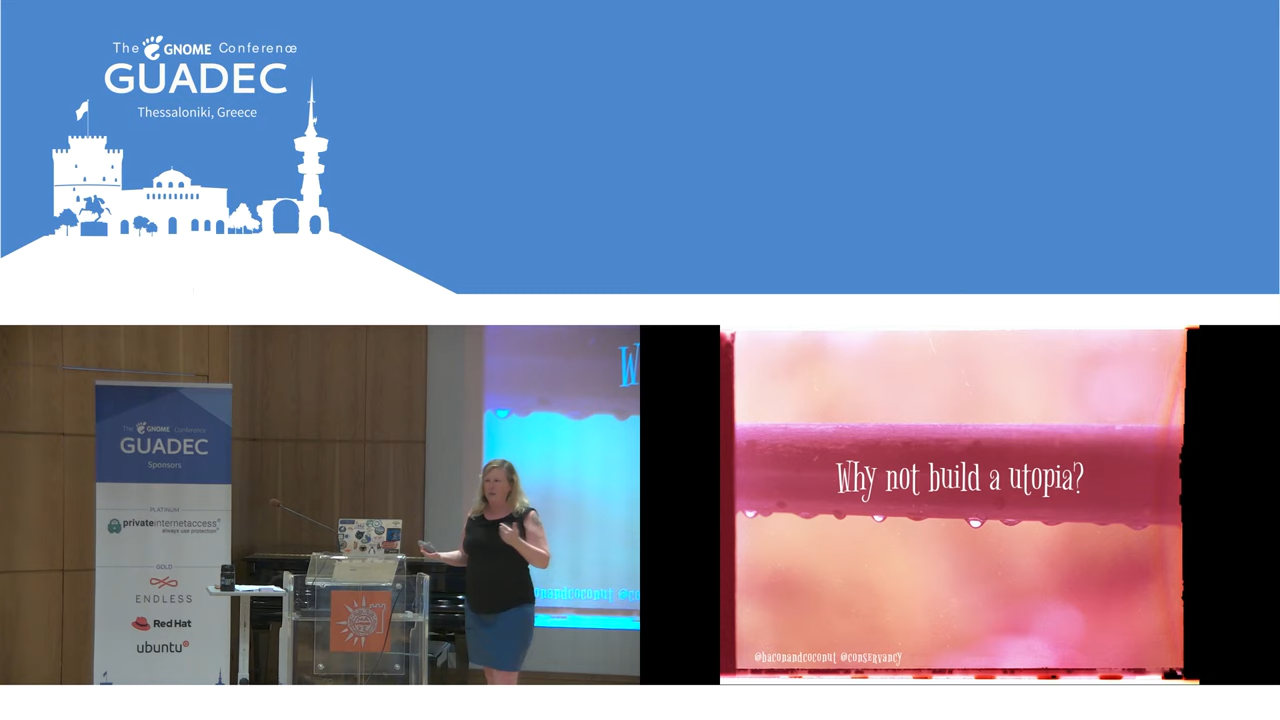 The GNOME Conference
GUADEC
Thessaloniki, Greece
W
The GNOME Conference
GUADEC
Sponsors
PLATINUM
privateinternetaccess®
always use protection®
GOLD
ENDLESS
Red Hat
ubuntu®
Why not build a utopia?
@baconandcoconut @conservancy